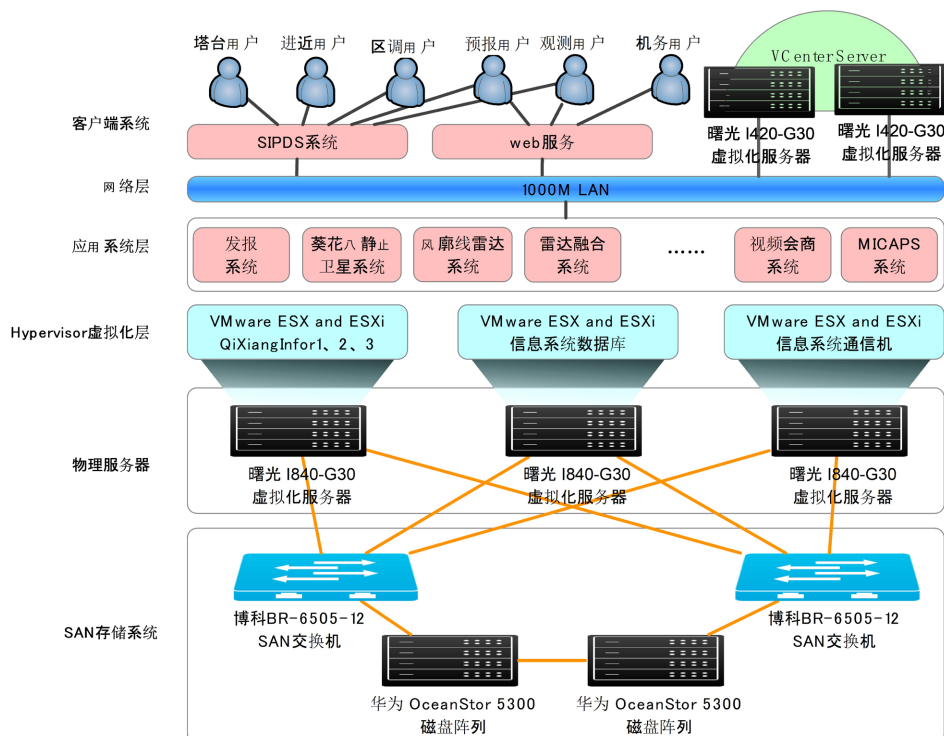 塔台用户
进近用户
区调用户
预报用户
观测用户
机务用户
VCenterServer
客户端系统
SIPDS系统
web服务
曙光 I420-G30
虚拟化服务器
曙光 I420-G30
虚拟化服务器
网络层
1000M LAN
应用系统层
发报
系统
葵花八静止
卫星系统
风廓线雷达
系统
雷达融合
系统
……
视频会商
系统
MICAPS
系统
Hypervisor虚拟化层
VMware ESX and ESXi
QiXiangInfor1、2、3
VMware ESX and ESXi
信息系统数据库
VMware ESX and ESXi
信息系统通信机
物理服务器
曙光 I840-G30
虚拟化服务器
曙光 I840-G30
虚拟化服务器
曙光 I840-G30
虚拟化服务器
SAN存储系统
博科BR-6505-12
SAN交换机
博科BR-6505-12
SAN交换机
华为 OceanStor 5300
磁盘阵列
华为 OceanStor 5300
磁盘阵列